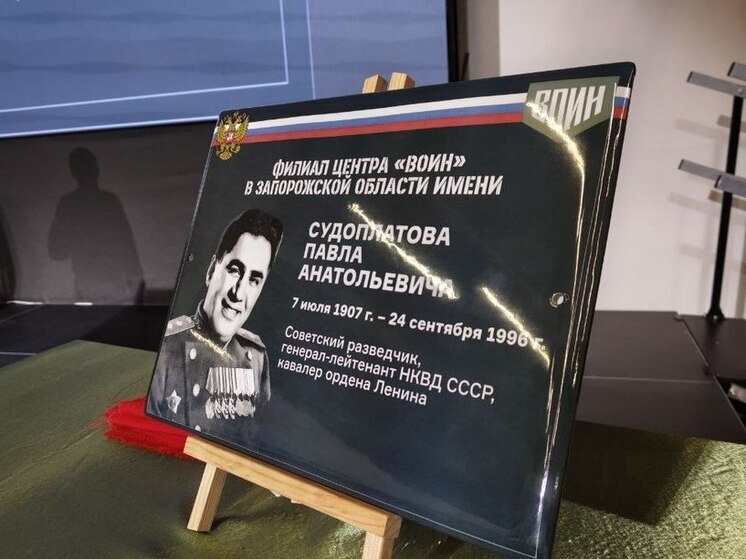 ВОИН
ФИЛИАЛ ЦЕНТРА «ВОИН»
В ЗАПОРОЖСКОЙ ОБЛАСТИ ИМЕНИ
СУДОПЛАТОВА
ПАВЛА
АНАТОЛЬЕВИЧА
7 июля 1907 г. – 24 сентября 1996 г.
Советский разведчик,
генерал-лейтенант НКВД СССР,
кавалер ордена Ленина